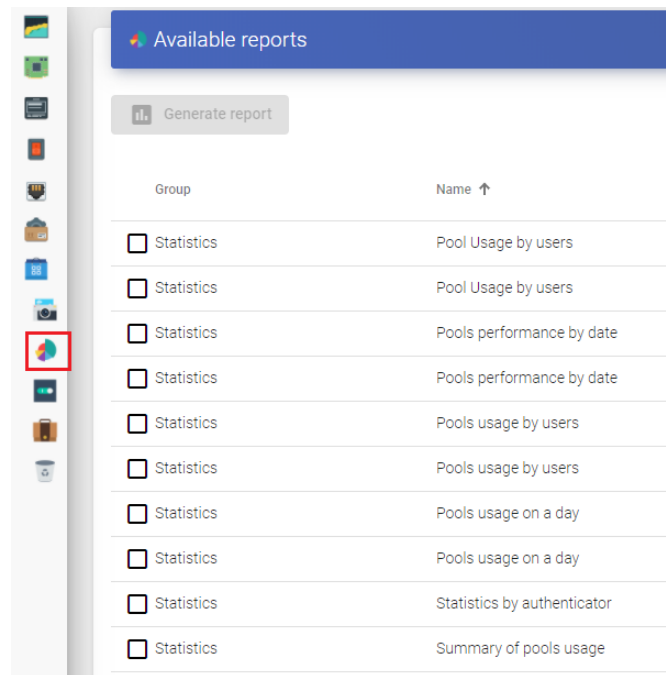 Available reports
Generate report
Group Name
Statistics Pool Usage by users
Statistics Pool Usage by users
Statistics Pools performance by date
Statistics Pools performance by date
Statistics Pools usage by users
Statistics Pools usage by users
Statistics Pools usage on a day
Statistics Pools usage on a day
Statistics Statistics by authenticator
Statistics Summary of pools usage